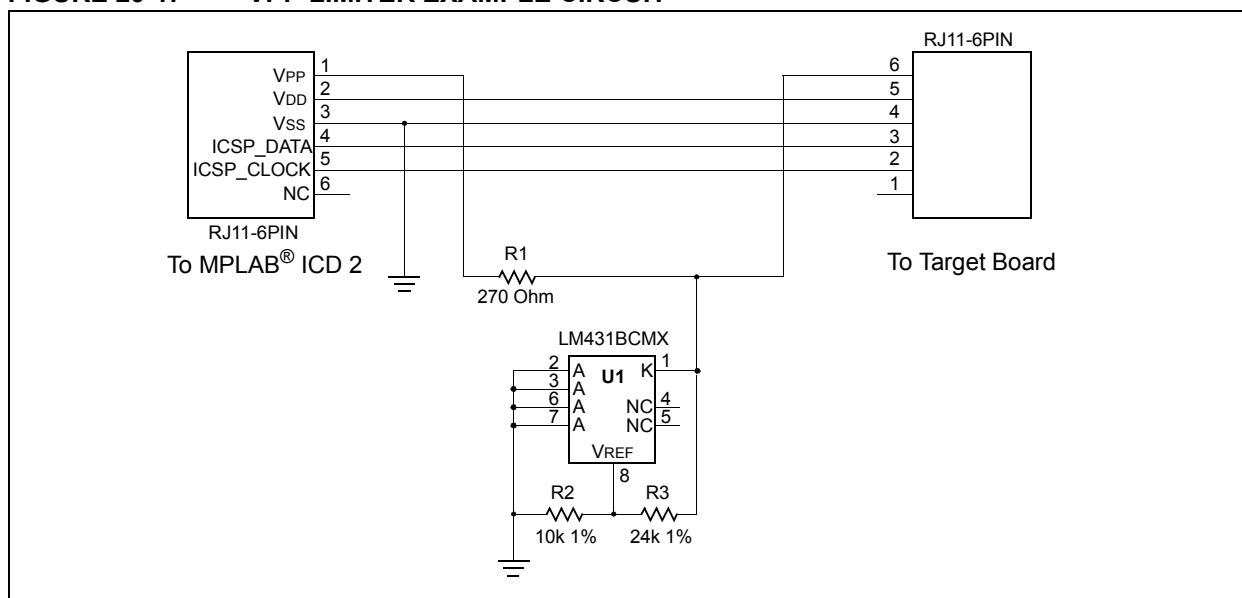 FIGURE 20-1: VPP LIMITER EXAMPLE CIRCUIT
RJ11-6PIN
VPP 1
VDD 2
VSS 3
ICSP_DATA 4
ICSP_CLOCK 5
NC 6
RJ11-6PIN
To MPLAB® ICD 2
6
5
4
3
2
1
To Target Board
R1
270 Ohm
LM431BCMX
2 A U1 K 1
3 A
6 A NC 4
7 A NC 5
VREF
8
R2 R3
10k 1% 24k 1%